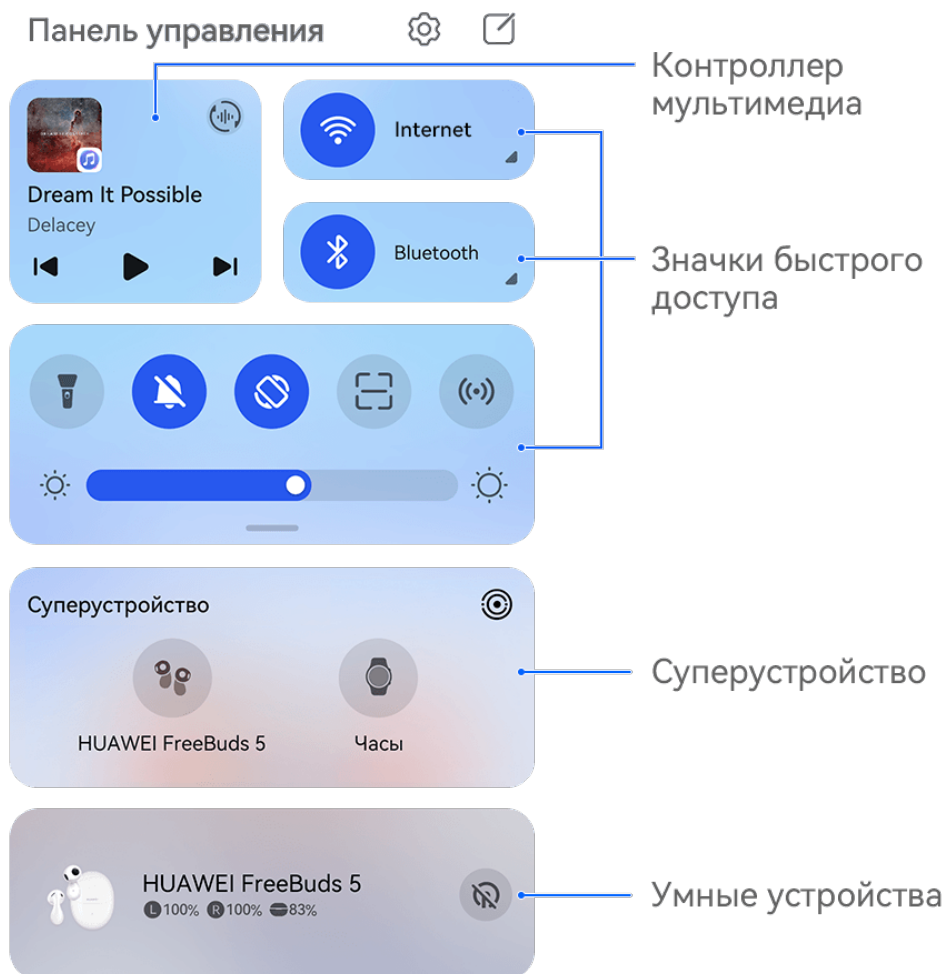 Панель управления
Контроллер
мультимедиа
Internet
Dream It Possible
Delacey
Bluetooth
Значки быстрого
доступа
Суперустройство
HUAWEI FreeBuds 5
Часы
Суперустройство
HUAWEI FreeBuds 5
L 100% R 100% 83%
Умные устройства